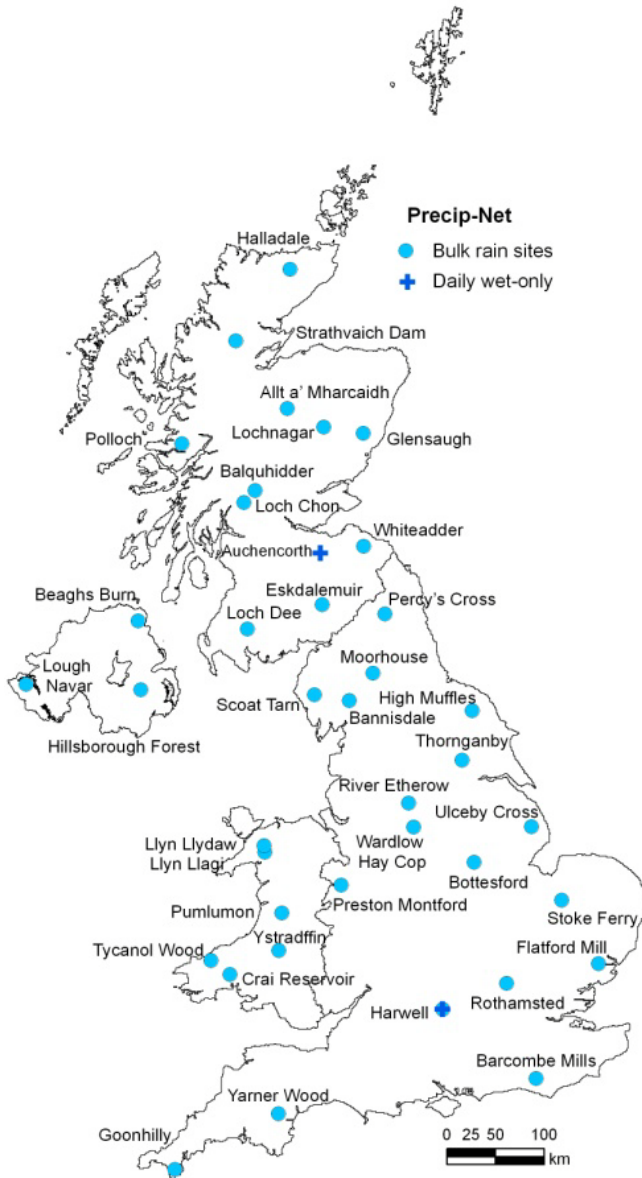 Precip-Net
Bulk rain sites
Daily wet-only
Halladale
Strathvaich Dam
Allt a' Mharcaidh
Lochnagar
Glensaugh
Polloch
Balquhidder
Loch Chon
Whiteadder
Auchencorth
Eskdalemuir
Beaghs Burn
Percy's Cross
Loch Dee
Lough
Navar
Moorhouse
Scoat Tarn
High Muffles
Bannisdale
Hillsborough Forest
Thornganby
River Etherow
Ulceby Cross
Llyn Llydaw
Wardlow
Hay Cop
Llyn Llagi
Bottesford
Preston Montford
Pumlumon
Stoke Ferry
Ystradffin
Tycanol Wood
Flatford Mill
Crai Reservoir
Rothamsted
Harwell
Barcombe Mills
Yarner Wood
Goonhilly
0 25 50 100
km